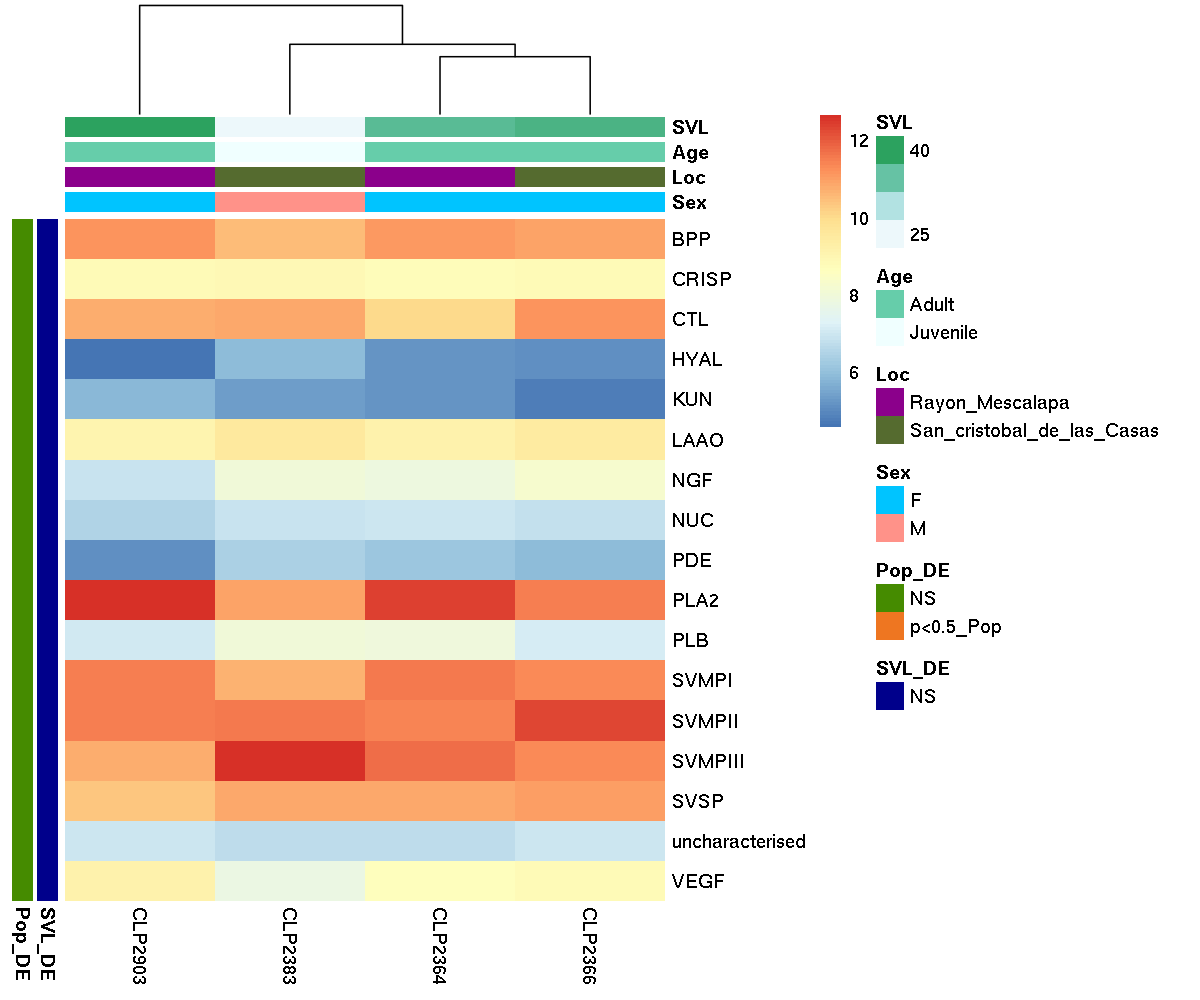 SVL
Age
Loc
Sex
BPP
CRISP
CTL
HYAL
KUN
LAAO
NGF
NUC
PDE
PLA2
PLB
SVMPI
SVMPII
SVMPIII
SVSP
uncharacterised
VEGF
Pop_DE
SVL_DE
CLP2903
CLP2383
CLP2364
CLP2366
12
10
8
6
SVL
40
25
Age
Adult
Juvenile
Loc
Rayon_Mescalapa
San_cristobal_de_las_Casas
Sex
F
M
Pop_DE
NS
p<0.5_Pop
SVL_DE
NS